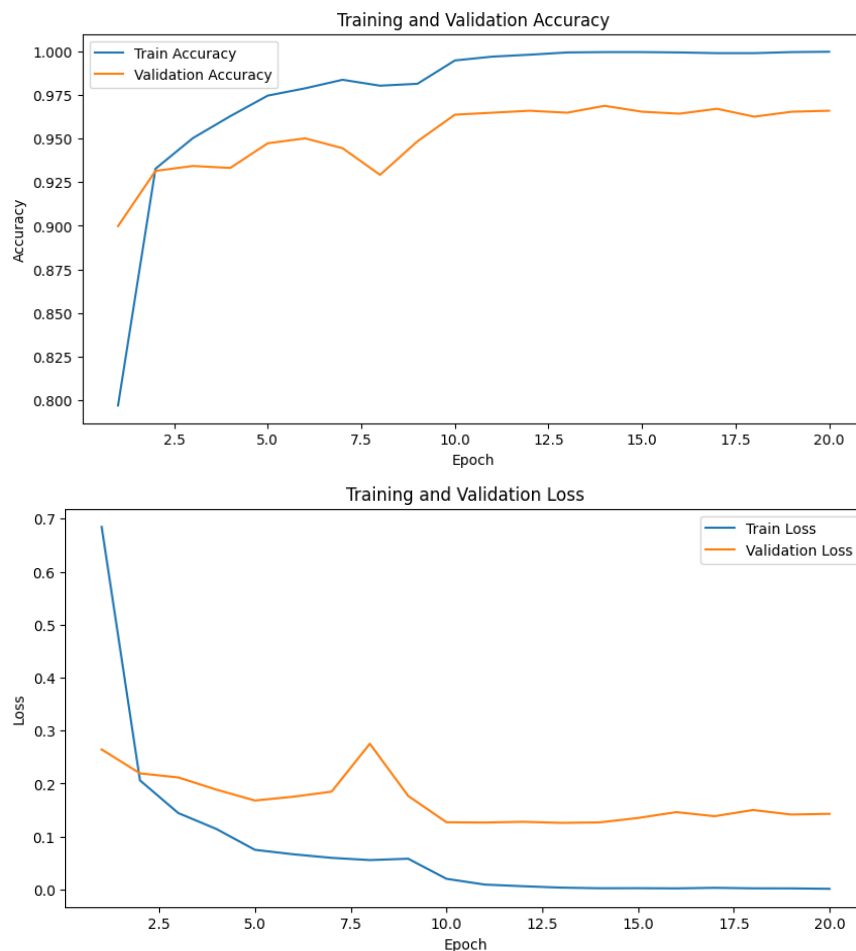 Training and Validation Accuracy
1.000
0.975
0.950
0.925
0.900
0.875
0.850
0.825
0.800
Accuracy
Train Accuracy
Validation Accuracy
2.5 5.0 7.5 10.0 12.5 15.0 17.5 20.0
Epoch
Training and Validation Loss
0.7
0.6
0.5
0.4
0.3
0.2
0.1
0.0
Loss
Train Loss
Validation Loss
2.5 5.0 7.5 10.0 12.5 15.0 17.5 20.0
Epoch